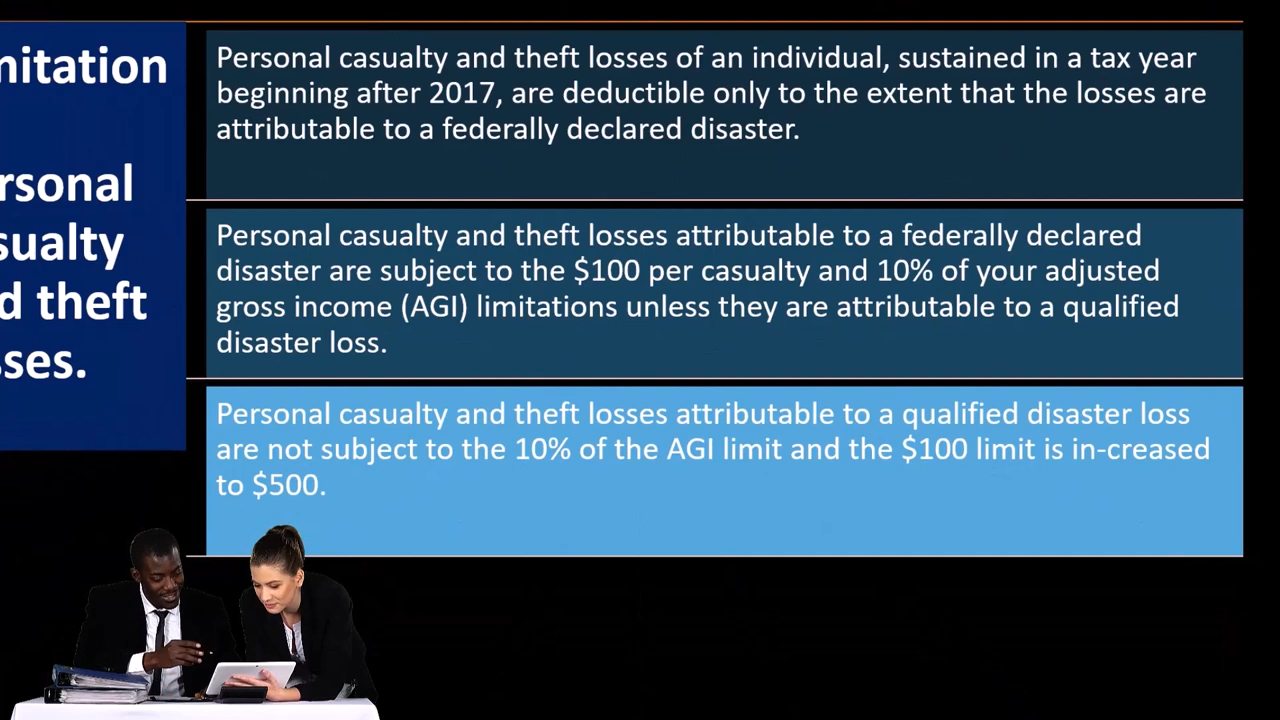 mitation
rsonal
sualty
d theft
sses.
Personal casualty and theft losses of an individual, sustained in a tax year
beginning after 2017, are deductible only to the extent that the losses are
attributable to a federally declared disaster.
Personal casualty and theft losses attributable to a federally declared
disaster are subject to the $100 per casualty and 10% of your adjusted
gross income (AGI) limitations unless they are attributable to a qualified
disaster loss.
Personal casualty and theft losses attributable to a qualified disaster loss
are not subject to the 10% of the AGI limit and the $100 limit is in-creased
to $500.